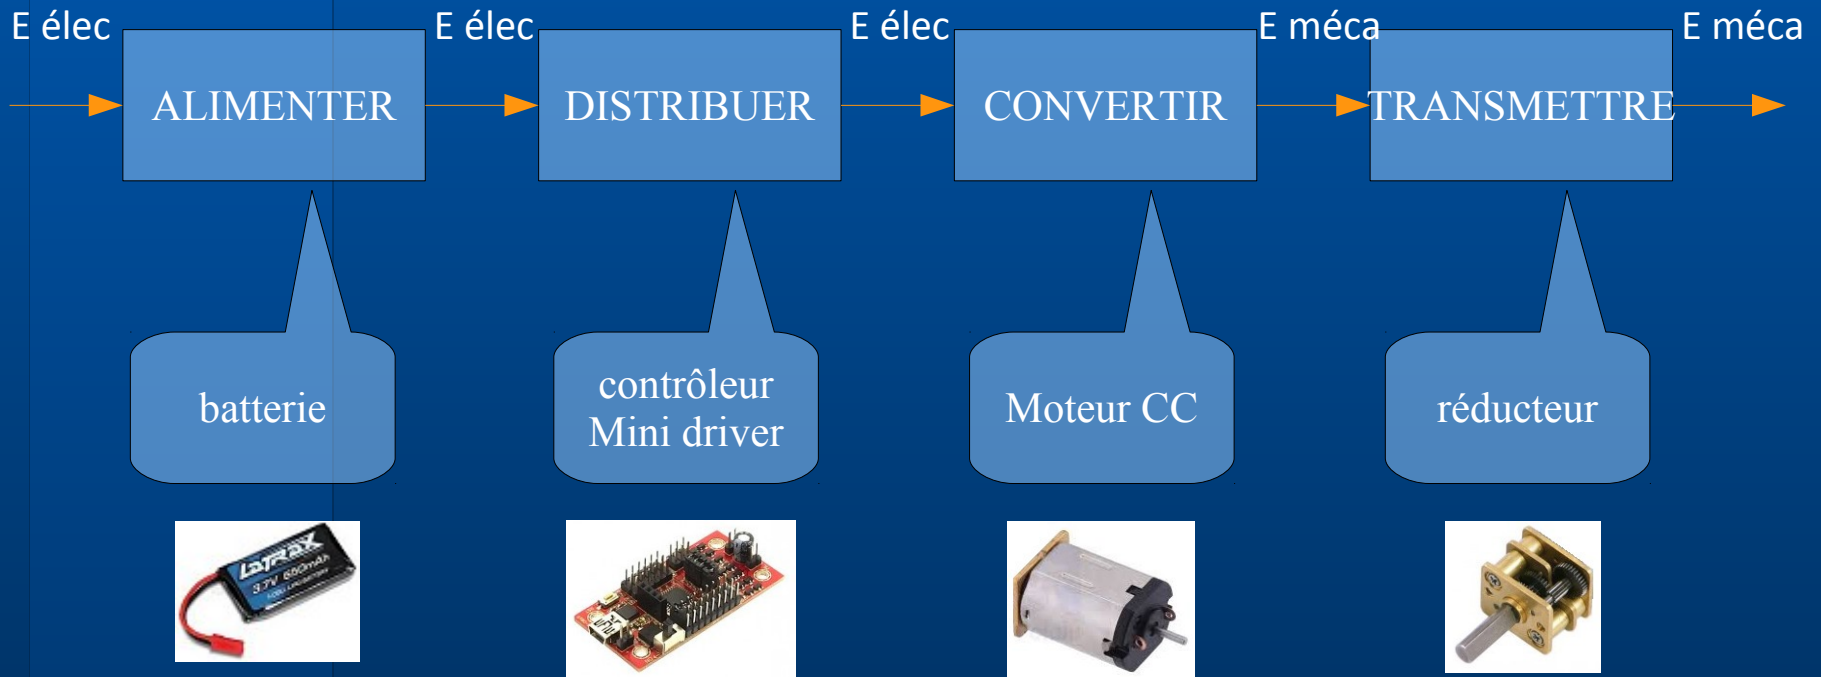 E élec
E élec
E élec
E méca
E méca
ALIMENTER
DISTRIBUER
CONVERTIR
TRANSMETTRE
batterie
contrôleur
Mini driver
Moteur CC
réducteur
LaTRAX
3.7V 650mAh